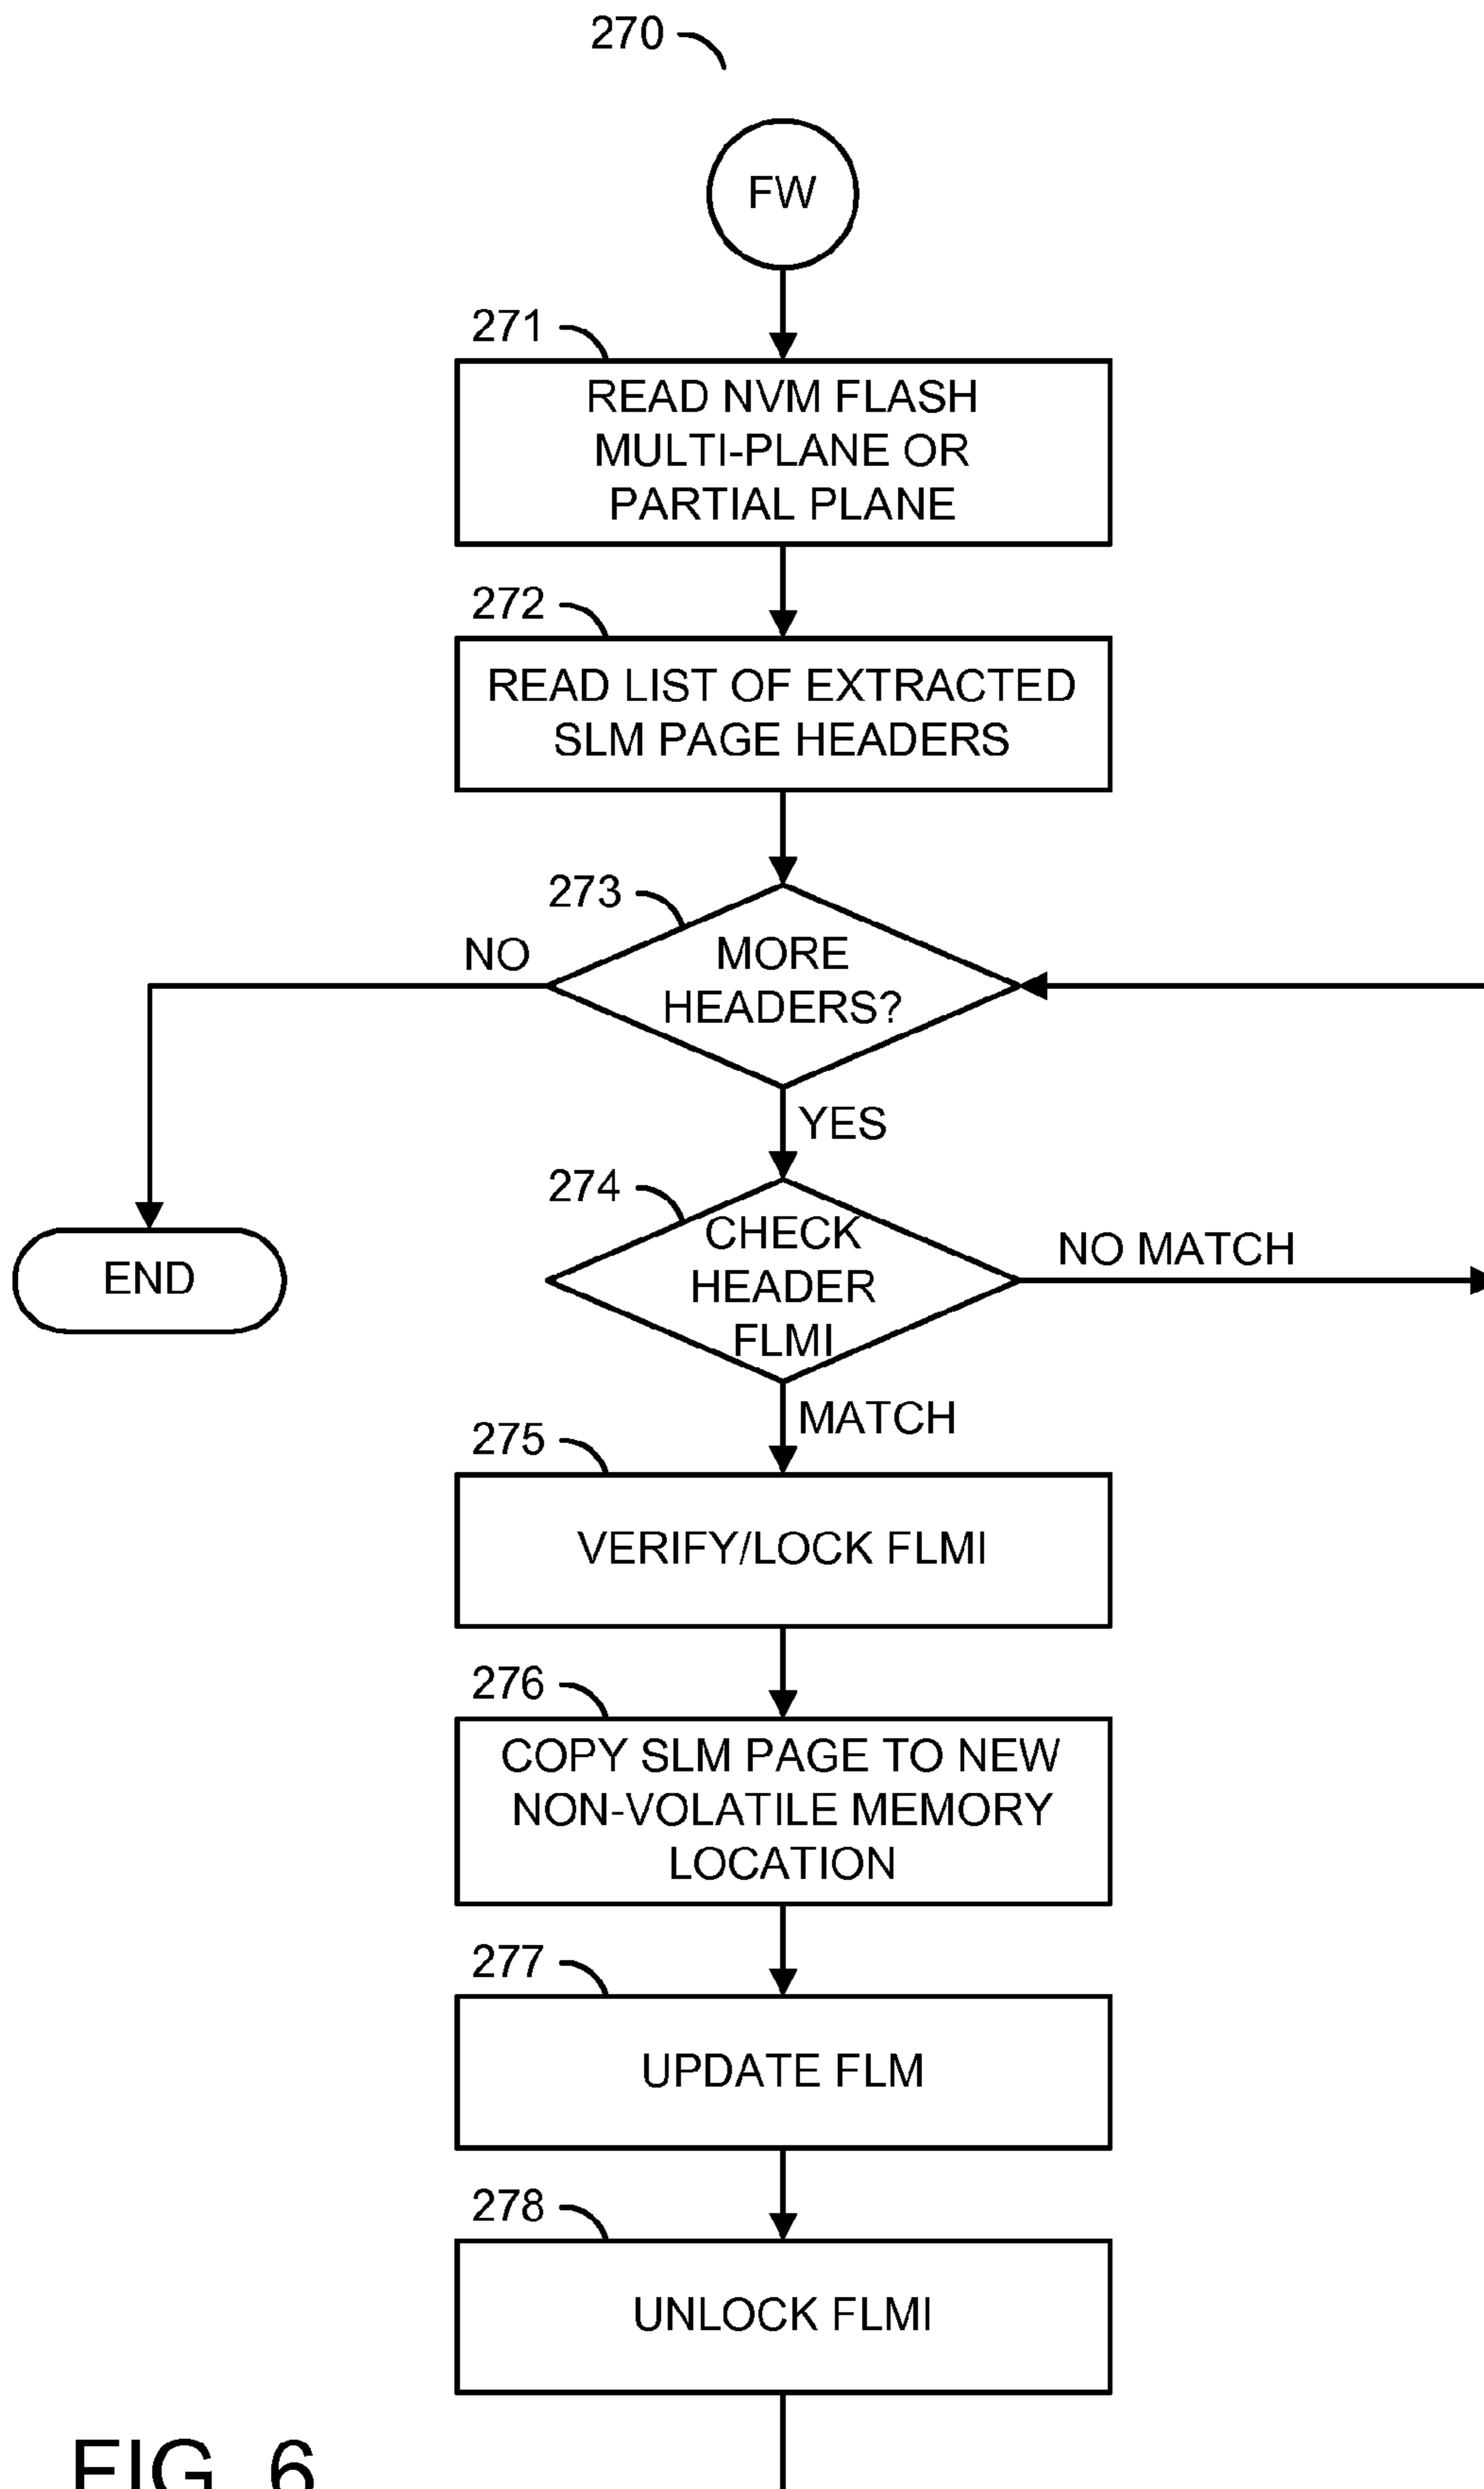 270
FW
271
READ NVM FLASH
MULTI-PLANE OR
PARTIAL PLANE
272
READ LIST OF EXTRACTED
SLM PAGE HEADERS
273
NO
MORE
HEADERS?
YES
274
CHECK
HEADER
FLMI
NO MATCH
END
MATCH
275
VERIFY/LOCK FLMI
276
COPY SLM PAGE TO NEW
NON-VOLATILE MEMORY
LOCATION
277
UPDATE FLM
278
UNLOCK FLMI
FIG. 6